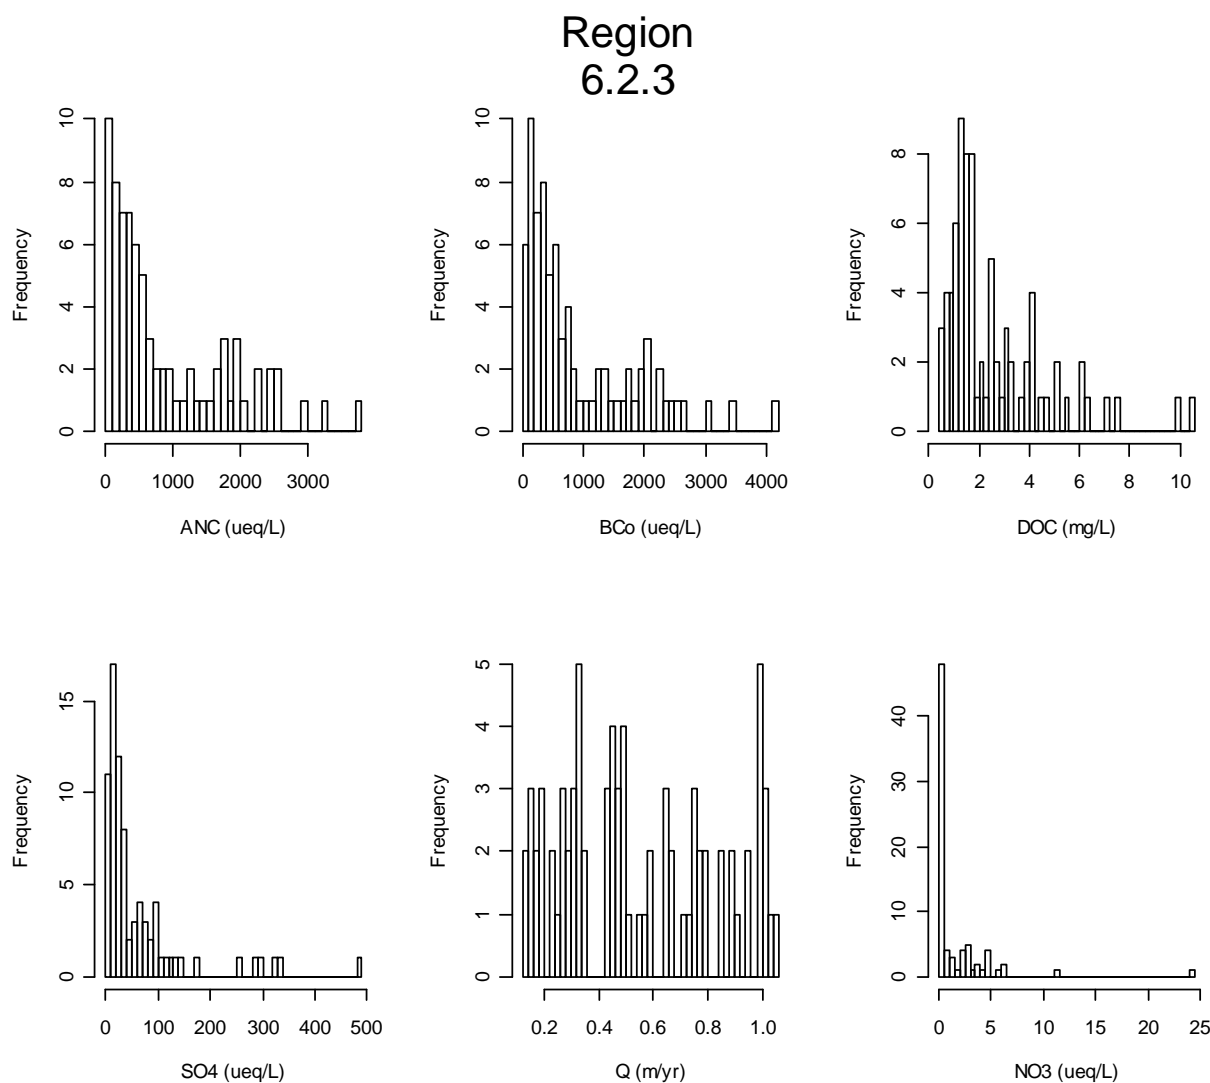 Region
6.2.3
Frequency
0 2 4 6 8 10
0 1000 2000 3000
ANC (ueq/L)
Frequency
0 2 4 6 8 10
0 1000 2000 4000
BCo (ueq/L)
Frequency
0 2 4 6 8
0 2 4 6 8 10
DOC (mg/L)
Frequency
0 5 10 15
0 100 200 300 400 500
SO4 (ueq/L)
Frequency
0 1 2 3 4 5
0.2 0.4 0.6 0.8 1.0
Q (m/yr)
Frequency
0 10 20 30 40
0 5 10 15 20 25
NO3 (ueq/L)